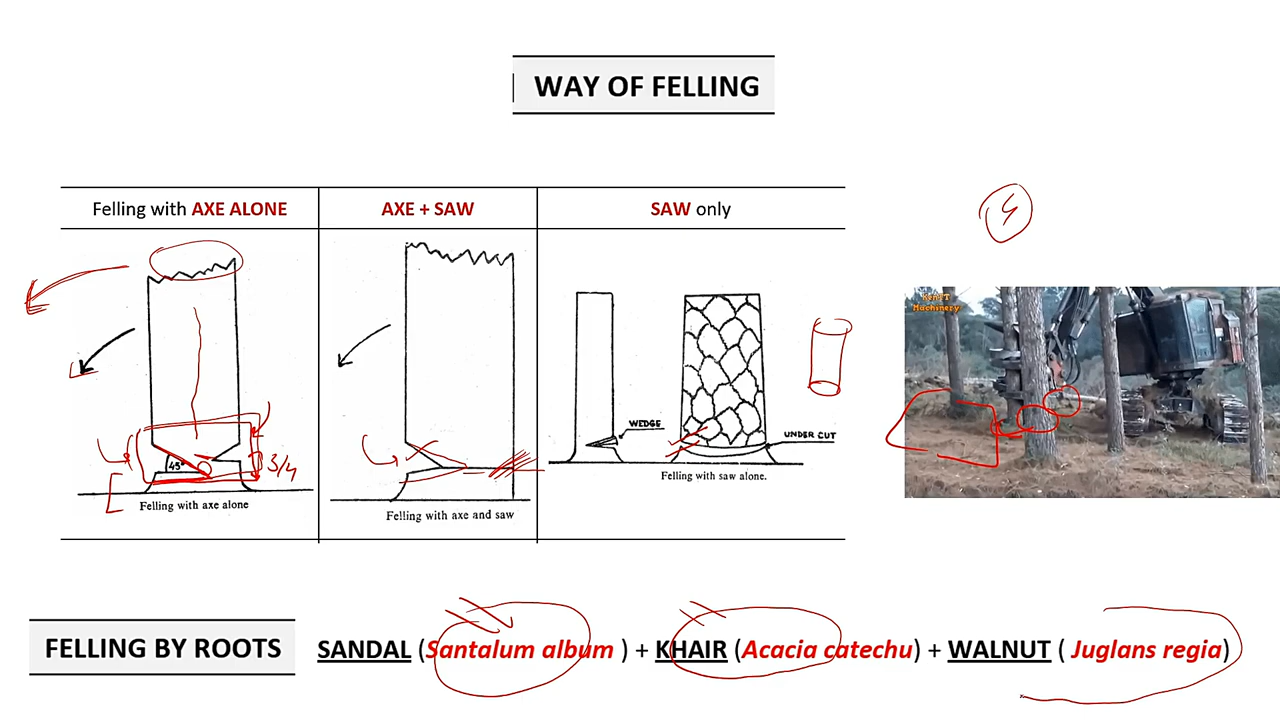 WAY OF FELLING
Felling with AXE ALONE
AXE + SAW
SAW only
45°
3/4
Felling with axe alone
Felling with axe and saw
WEDGE
UNDER CUT
Felling with saw alone.
Machinery
FELLING BY ROOTS
SANDAL (Santalum album ) + KHAIR (Acacia catechu) + WALNUT ( Juglans regia)